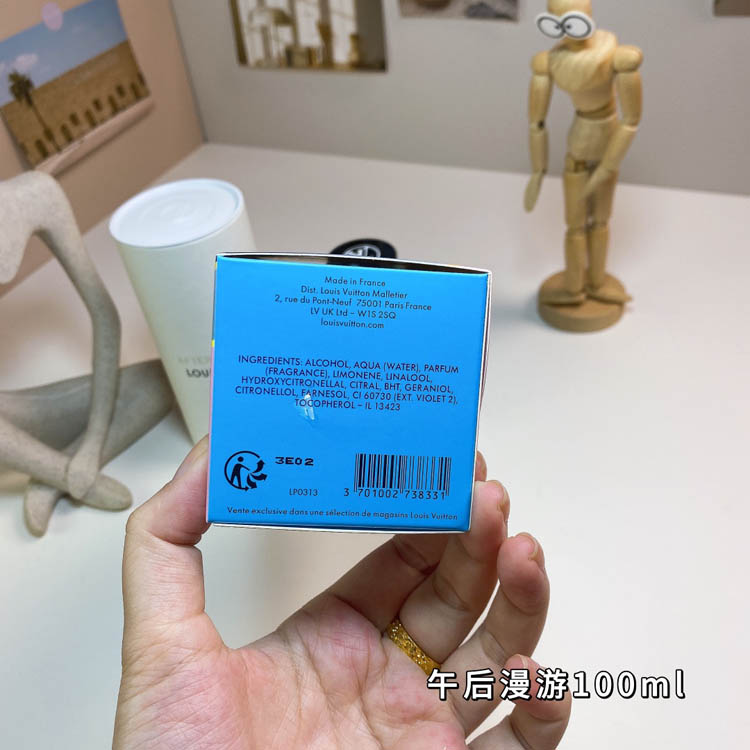 Made in France
Dist. Louis Vuitton Malletier
2, rue du Pont-Neuf 75001 Paris France
LV UK Ltd – W1S 2SQ
louisvuitton.com
INGREDIENTS: ALCOHOL, AQUA (WATER), PARFUM
(FRAGRANCE), LIMONENE, LINALOOL,
HYDROXYCITRONELLAL, CITRAL, BHT, GERANIOL,
CITRONELLOL, FARNESOL, CI 60730 (EXT. VIOLET 2),
TOCOPHEROL – IL 13423
3E02
LP0313
3 701002 738331
Vente exclusive dans une sélection de magasins Louis Vuitton
AFTER
LOU
午后漫游100ml